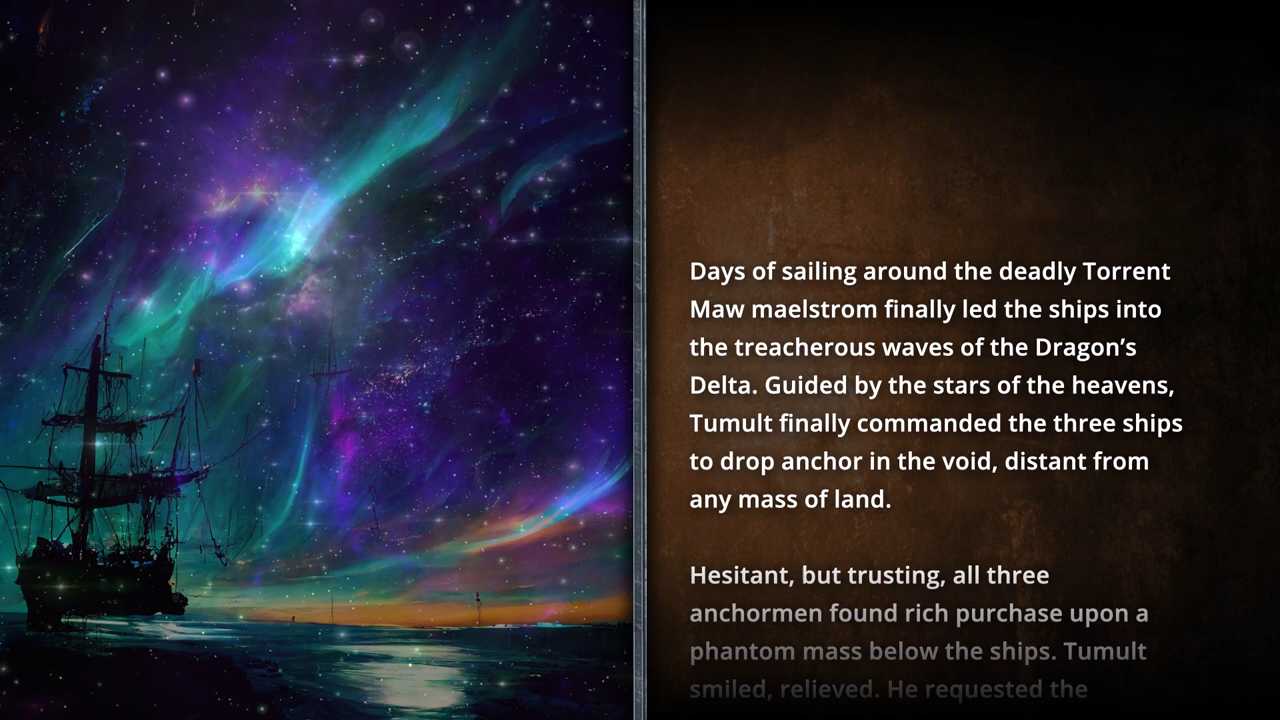 Days of sailing around the deadly Torrent
Maw maelstrom finally led the ships into
the treacherous waves of the Dragon’s
Delta. Guided by the stars of the heavens,
Tumult finally commanded the three ships
to drop anchor in the void, distant from
any mass of land.
Hesitant, but trusting, all three
anchormen found rich purchase upon a
phantom mass below the ships. Tumult
smiled, relieved. He requested the